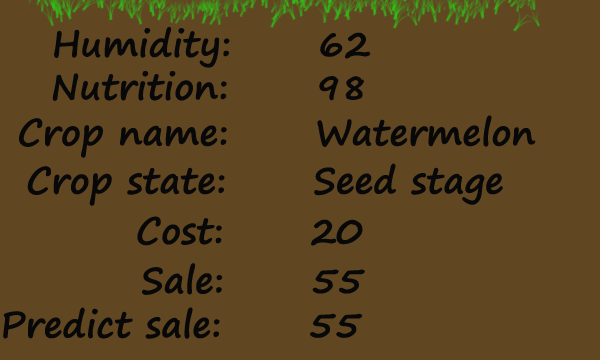 Humidity: 62
Nutrition: 98
Crop name: Watermelon
Crop state: Seed stage
Cost: 20
Sale: 55
Predict sale: 55